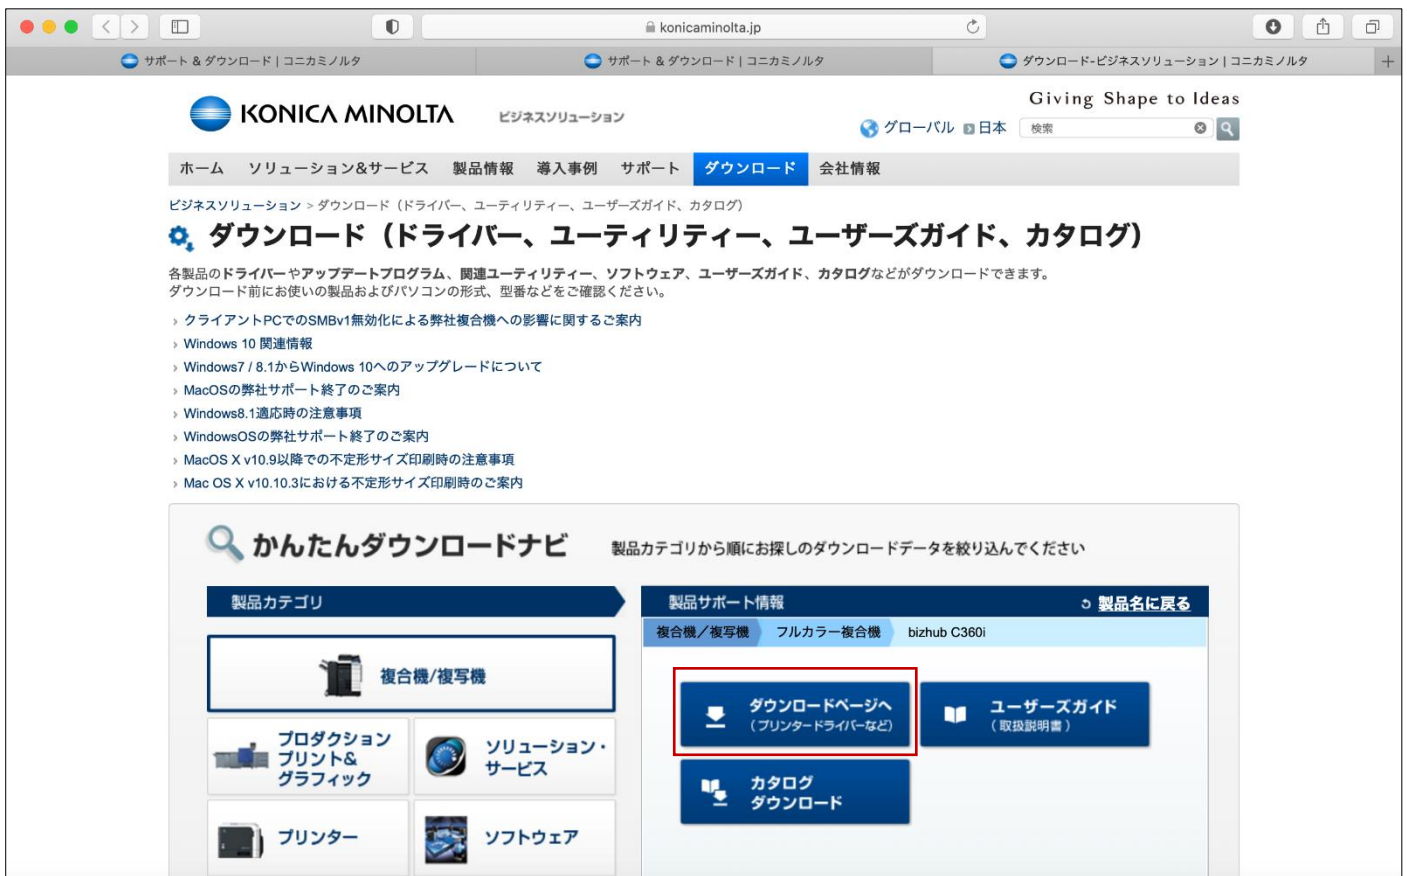 konicaminolta.jp
サポート & ダウンロード | コニカミノルタ
サポート & ダウンロード | コニカミノルタ
ダウンロード-ビジネスソリューション | コニカミノルタ
KONICA MINOLTA
ビジネスソリューション
Giving Shape to Ideas
グローバル 日本 検索
ホーム ソリューション&サービス 製品情報 導入事例 サポート ダウンロード 会社情報
ビジネスソリューション > ダウンロード（ドライバー、ユーティリティー、ユーザーズガイド、カタログ）
ダウンロード（ドライバー、ユーティリティー、ユーザーズガイド、カタログ）
各製品のドライバーやアップデートプログラム、関連ユーティリティー、ソフトウェア、ユーザーズガイド、カタログなどがダウンロードできます。
ダウンロード前にお使いの製品およびパソコンの形式、型番などをご確認ください。
› クライアントPCでのSMBv1無効化による弊社複合機への影響に関するご案内
› Windows 10 関連情報
› Windows7 / 8.1からWindows 10へのアップグレードについて
› MacOSの弊社サポート終了のご案内
› Windows8.1適応時の注意事項
› WindowsOSの弊社サポート終了のご案内
› MacOS X v10.9以降での不定形サイズ印刷時の注意事項
› Mac OS X v10.10.3における不定形サイズ印刷時のご案内
かんたんダウンロードナビ
製品カテゴリから順にお探しのダウンロードデータを絞り込んでください
製品カテゴリ
複合機/複写機
プロダクション
プリント&
グラフィック
ソリューション・
サービス
プリンター
ソフトウェア
製品サポート情報
製品名に戻る
複合機／複写機 フルカラー複合機 bizhub C360i
ダウンロードページへ
（プリンタードライバーなど）
ユーザーズガイド
（取扱説明書）
カタログ
ダウンロード